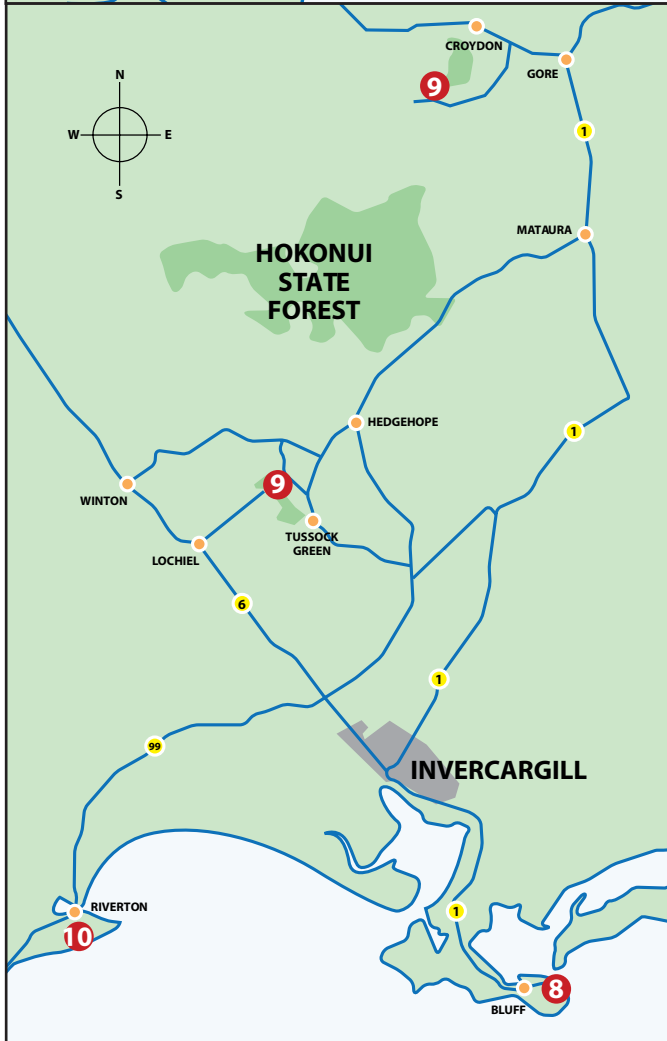 CROYDON
GORE
9
N
W
E
S
1
MATAURA
HOKONUI
STATE
FOREST
HEDGEHOPE
1
9
WINTON
TUSSOCK
GREEN
LOCHIEL
6
1
99
INVERCARGILL
RIVERTON
1
10
8
BLUFF